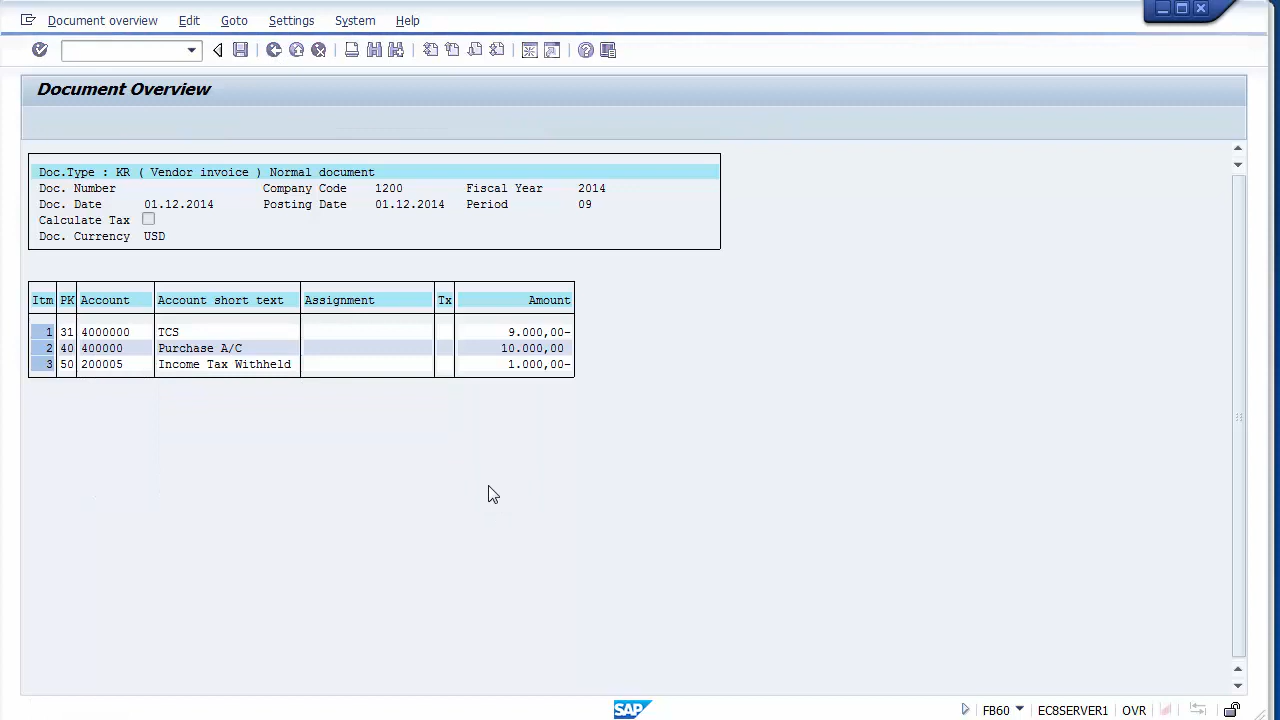 Document overview Edit Goto Settings System Help
Document Overview
Doc.Type : KR ( Vendor invoice ) Normal document
Doc. Number Company Code 1200 Fiscal Year 2014
Doc. Date 01.12.2014 Posting Date 01.12.2014 Period 09
Calculate Tax
Doc. Currency USD
Itm PK Account Account short text Assignment Tx Amount
1 31 4000000 TCS 9.000,00-
2 40 400000 Purchase A/C 10.000,00
3 50 200005 Income Tax Withheld 1.000,00-
SAP FB60 ECSSERVER1 OVR